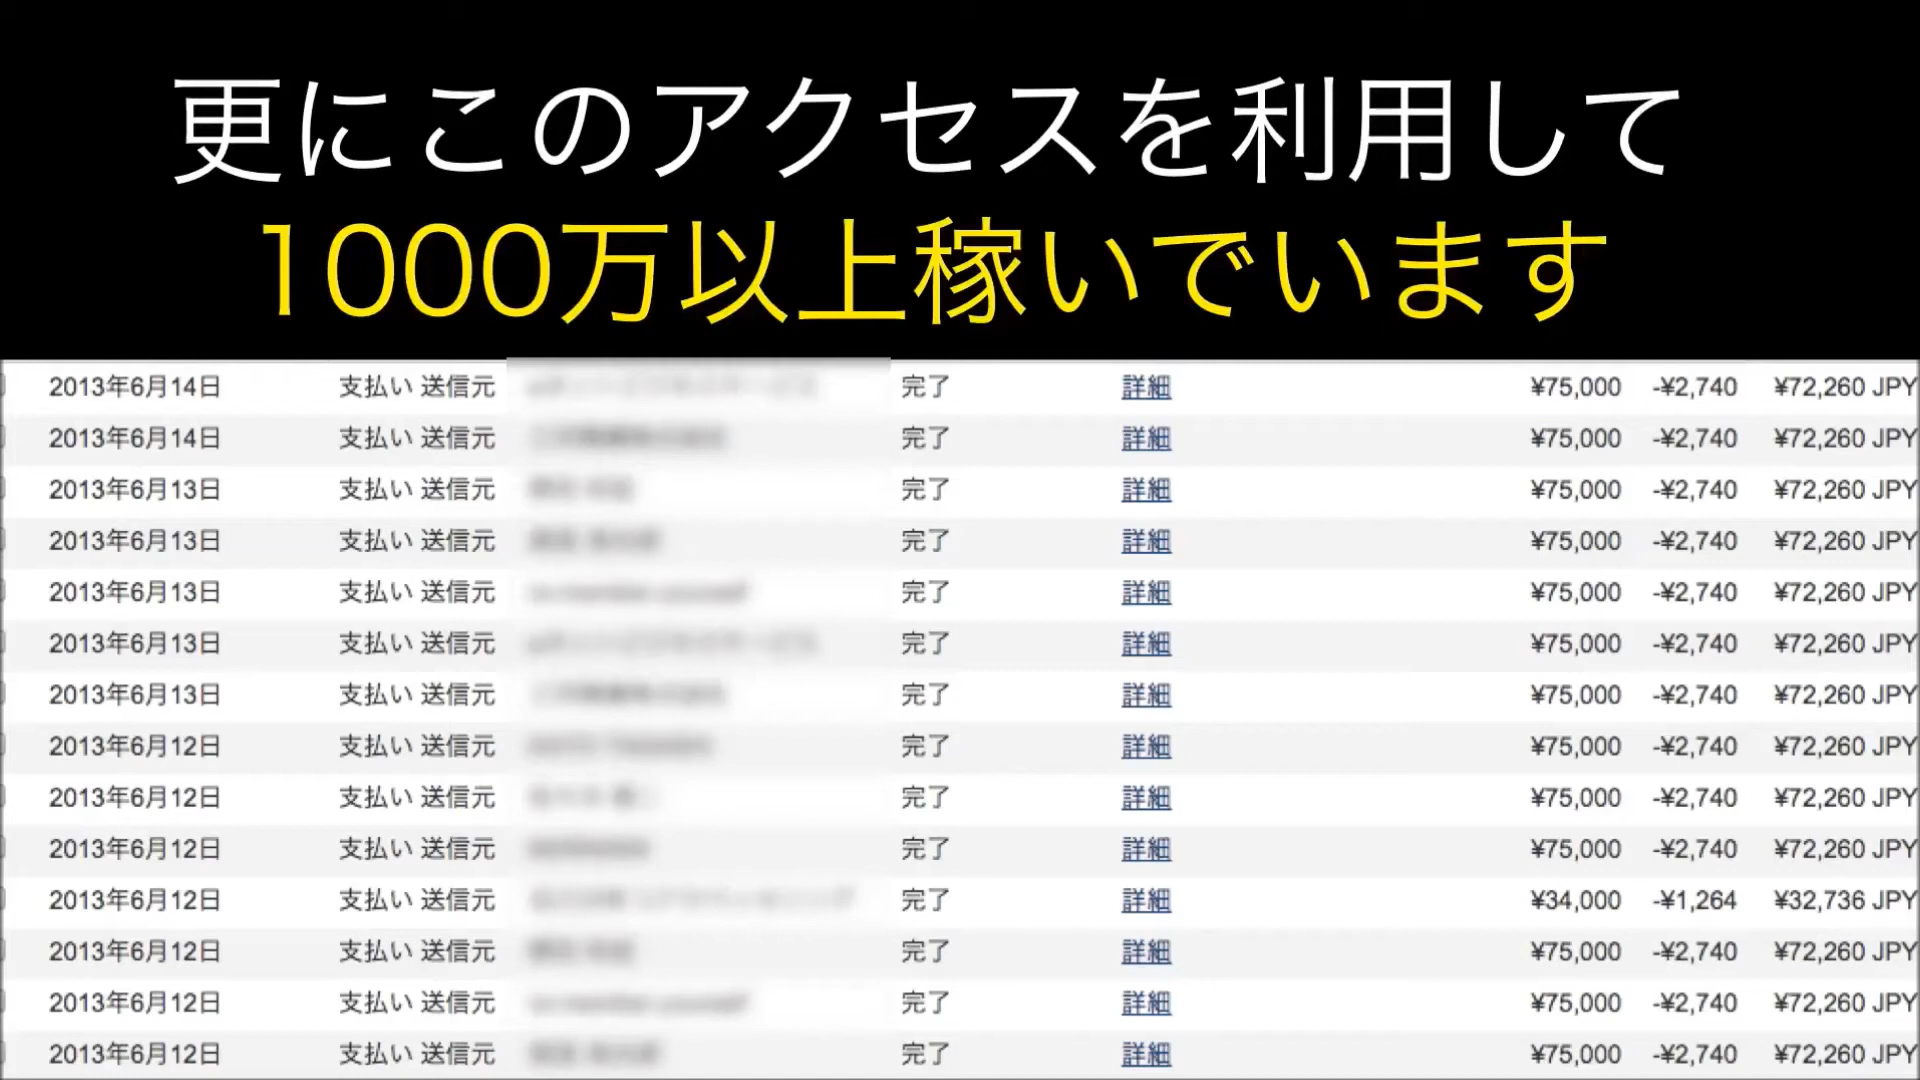 更にこのアクセスを利用して
1000万以上稼いでいます
2013年6月14日 支払い 送信元 完了 詳細 ¥75,000 -¥2,740 ¥72,260 JPY
2013年6月14日 支払い 送信元 完了 詳細 ¥75,000 -¥2,740 ¥72,260 JPY
2013年6月13日 支払い 送信元 完了 詳細 ¥75,000 -¥2,740 ¥72,260 JPY
2013年6月13日 支払い 送信元 完了 詳細 ¥75,000 -¥2,740 ¥72,260 JPY
2013年6月13日 支払い 送信元 完了 詳細 ¥75,000 -¥2,740 ¥72,260 JPY
2013年6月13日 支払い 送信元 完了 詳細 ¥75,000 -¥2,740 ¥72,260 JPY
2013年6月13日 支払い 送信元 完了 詳細 ¥75,000 -¥2,740 ¥72,260 JPY
2013年6月12日 支払い 送信元 完了 詳細 ¥75,000 -¥2,740 ¥72,260 JPY
2013年6月12日 支払い 送信元 完了 詳細 ¥75,000 -¥2,740 ¥72,260 JPY
2013年6月12日 支払い 送信元 完了 詳細 ¥75,000 -¥2,740 ¥72,260 JPY
2013年6月12日 支払い 送信元 完了 詳細 ¥34,000 -¥1,264 ¥32,736 JPY
2013年6月12日 支払い 送信元 完了 詳細 ¥75,000 -¥2,740 ¥72,260 JPY
2013年6月12日 支払い 送信元 完了 詳細 ¥75,000 -¥2,740 ¥72,260 JPY
2013年6月12日 支払い 送信元 完了 詳細 ¥75,000 -¥2,740 ¥72,260 JPY